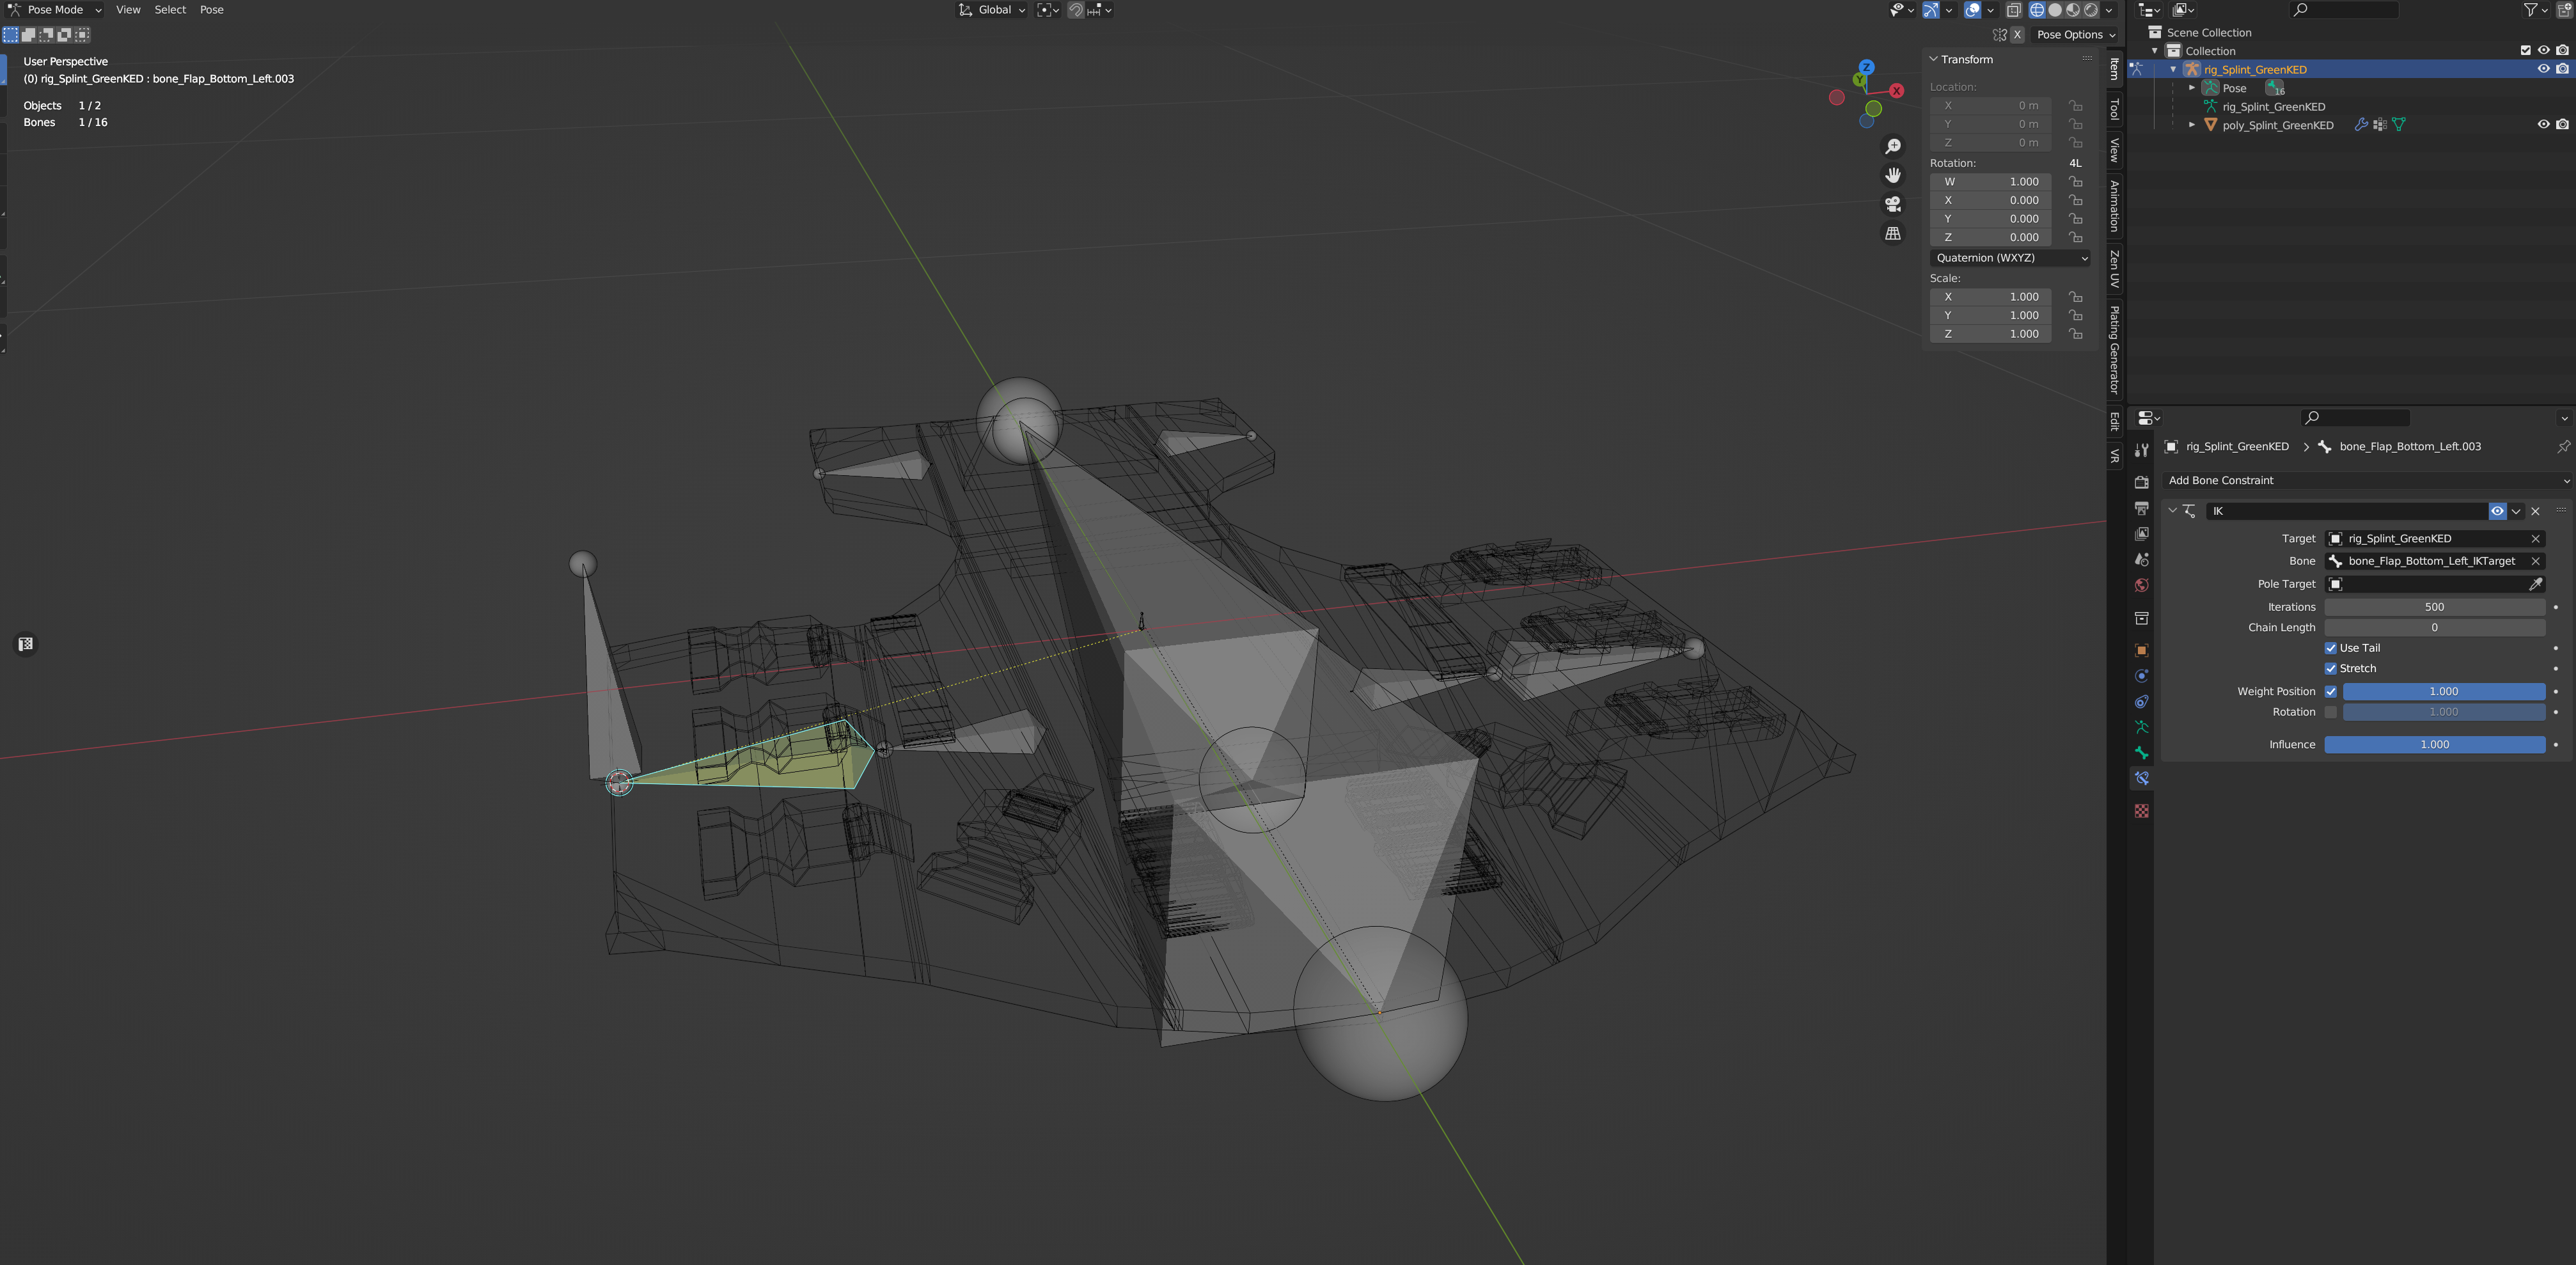 Pose Mode View Select Pose Global
X Pose Options
User Perspective
(0) rig_Splint_GreenKED : bone_Flap_Bottom_Left.003
Objects 1 / 2
Bones 1 / 16
Z
Y
X
Transform
Location:
X 0 m
Y 0 m
Z 0 m
Rotation: 4L
W 1.000
X 0.000
Y 0.000
Z 0.000
Quaternion (WXYZ)
Scale:
X 1.000
Y 1.000
Z 1.000
Item
Tool
View
Animation
Zen UV
Plating Generator
Edit
VR
Scene Collection
Collection
rig_Splint_GreenKED
Pose 16
rig_Splint_GreenKED
poly_Splint_GreenKED
rig_Splint_GreenKED bone_Flap_Bottom_Left.003
Add Bone Constraint
IK
Target rig_Splint_GreenKED
Bone bone_Flap_Bottom_Left_IKTarget
Pole Target
Iterations 500
Chain Length 0
Use Tail
Stretch
Weight Position 1.000
Rotation 1.000
Influence 1.000